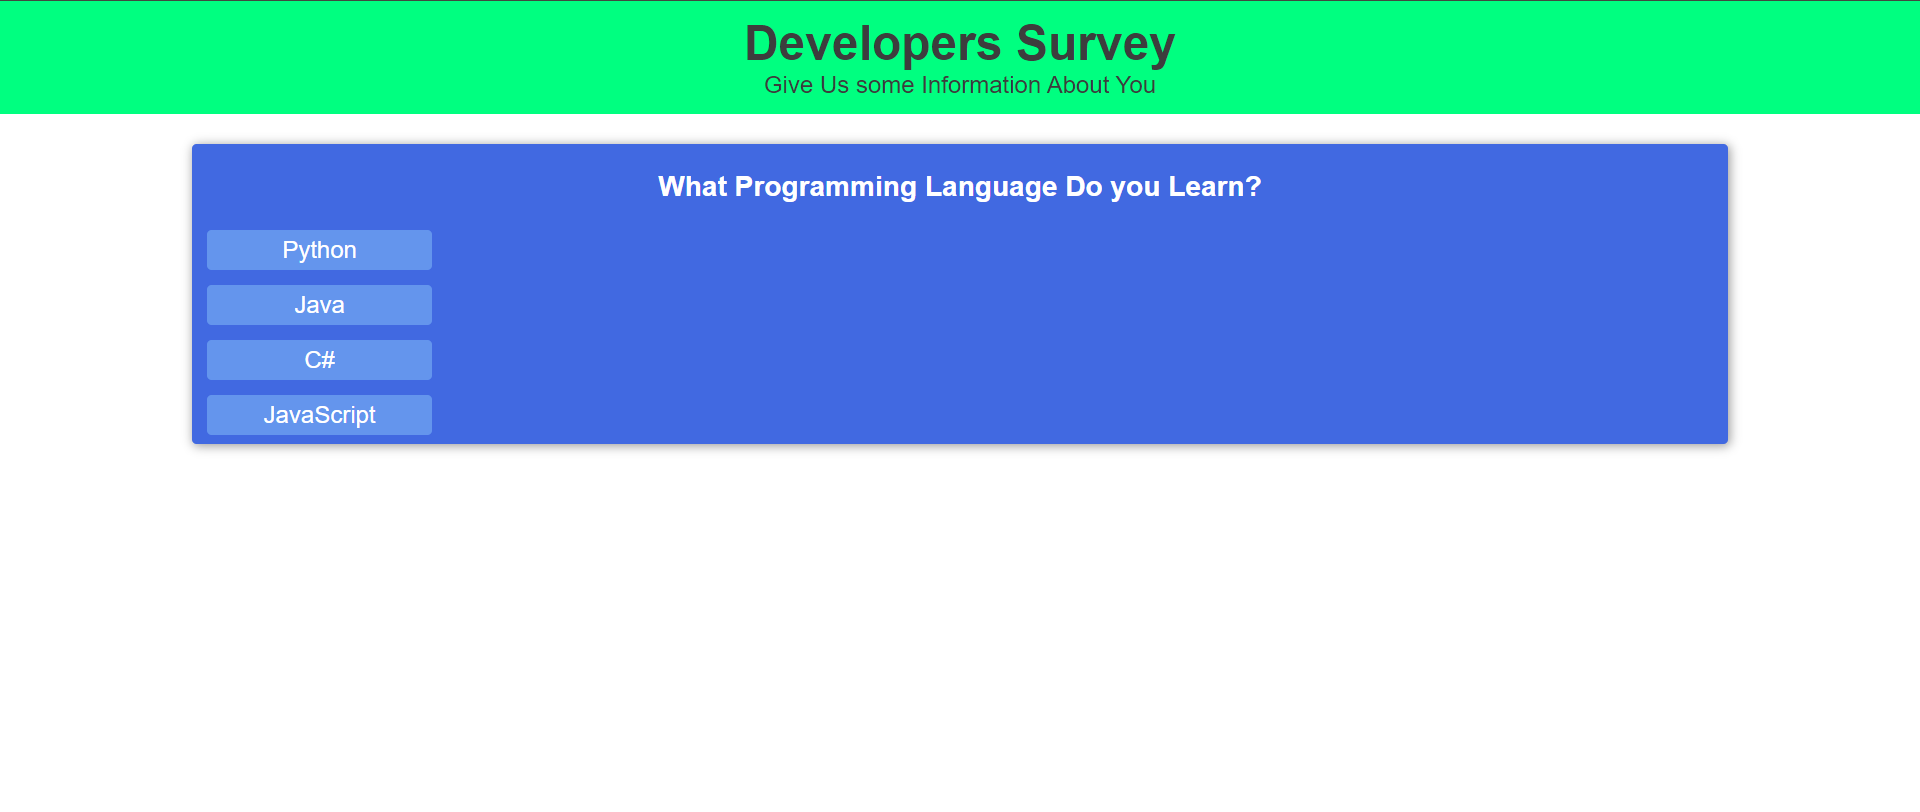 Developers Survey
Give Us some Information About You
What Programming Language Do you Learn?
Python
Java
C#
JavaScript